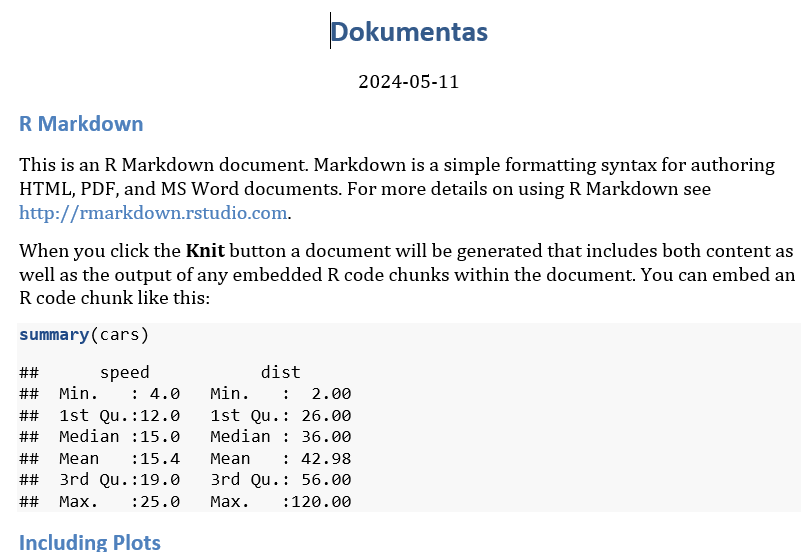 Dokumentas
2024-05-11
R Markdown
This is an R Markdown document. Markdown is a simple formatting syntax for authoring
HTML, PDF, and MS Word documents. For more details on using R Markdown see
http://rmarkdown.rstudio.com.
When you click the Knit button a document will be generated that includes both content as
well as the output of any embedded R code chunks within the document. You can embed an
R code chunk like this:
summary(cars)
##      speed           dist
##  Min.   : 4.0   Min.   :  2.00
##  1st Qu.:12.0   1st Qu.: 26.00
##  Median :15.0   Median : 36.00
##  Mean   :15.4   Mean   : 42.98
##  3rd Qu.:19.0   3rd Qu.: 56.00
##  Max.   :25.0   Max.   :120.00
Including Plots